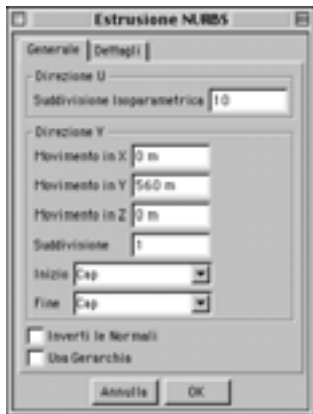 Estrusione NURBS
Generale Dettagli
Direzione U
Suddivisione Isoparametrica 10
Direzione V
Movimento in X 0 m
Movimento in Y 560 m
Movimento in Z 0 m
Suddivisione 1
Inizio Cap
Fine Cap
Inverti le Normali
Usa Gerarchia
Annulla OK